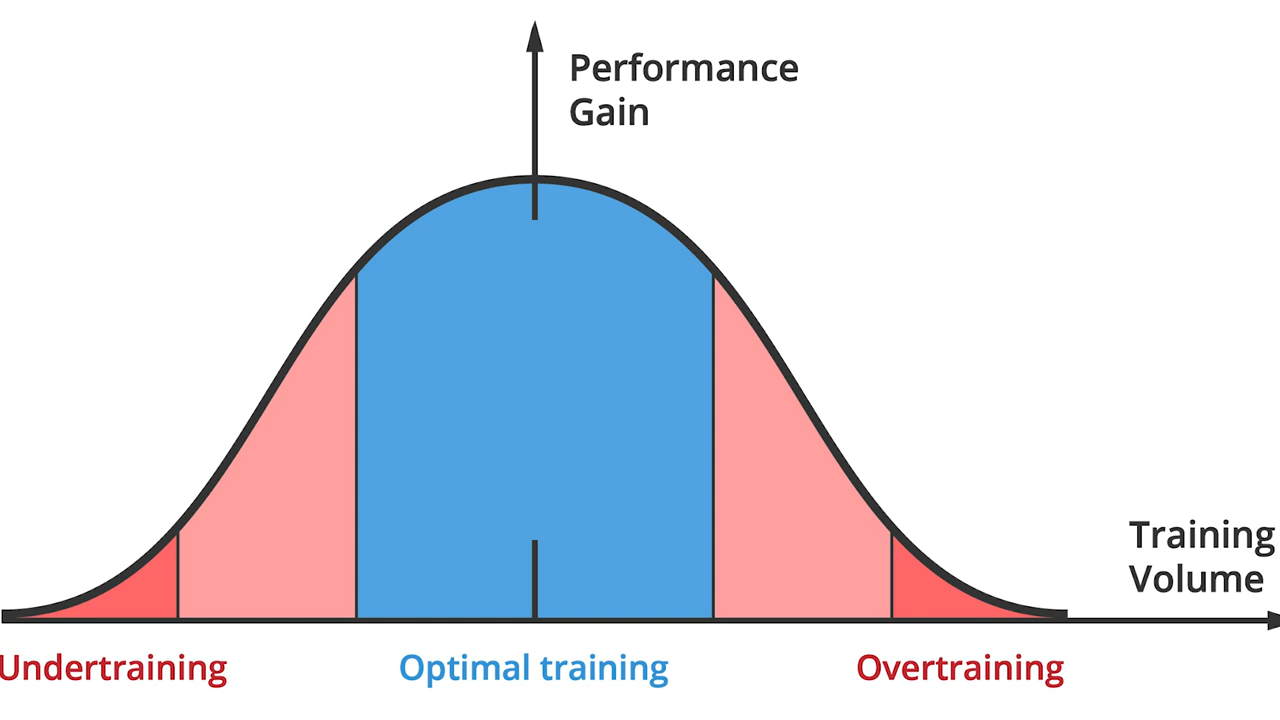 Performance
Gain
Training
Volume
Undertraining
Optimal training
Overtraining